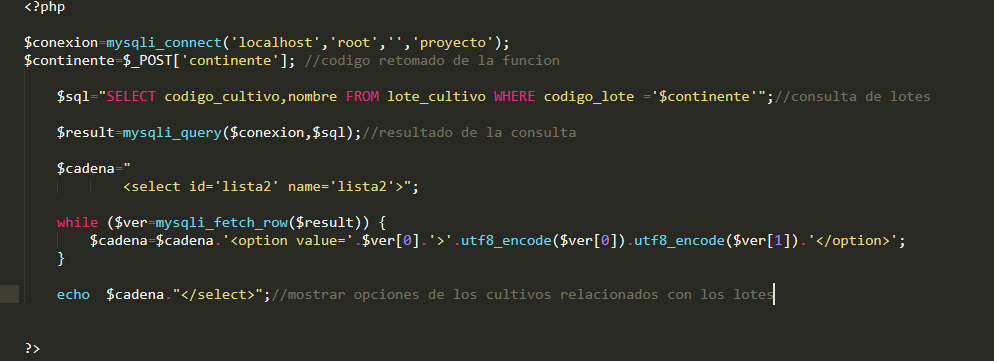 <?php
$conexion=mysqli_connect('localhost','root','','proyecto');
$continente=$_POST['continente']; //codigo retomado de la funcion
$sql="SELECT codigo_cultivo,nombre FROM lote_cultivo WHERE codigo_lote ='$continente'";//consulta de lotes
$result=mysqli_query($conexion,$sql);//resultado de la consulta
$cadena="
<select id='lista2' name='lista2'>";
while ($ver=mysqli_fetch_row($result)) {
$cadena=$cadena.'<option value='.$ver[0].'>'.utf8_encode($ver[0]).utf8_encode($ver[1]).'</option>';
}
echo  $cadena."</select>";//mostrar opciones de los cultivos relacionados con los lotes
?>